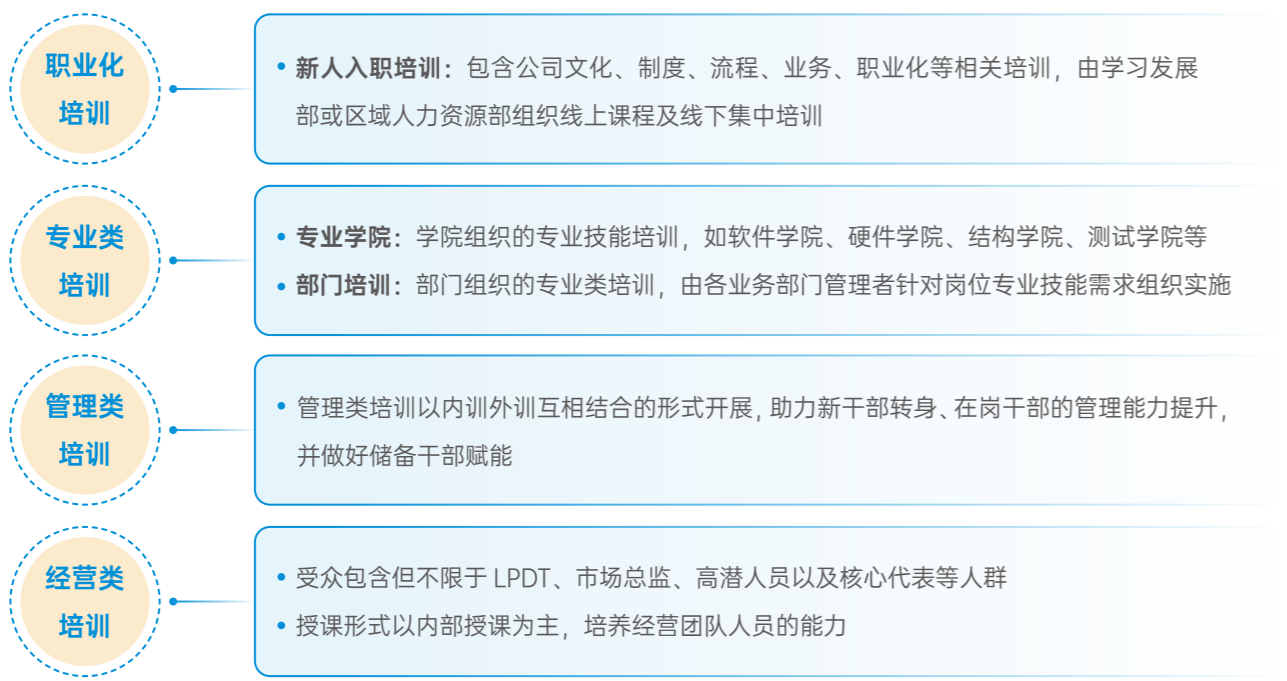 职业化
培训
• 新人入职培训：包含公司文化、制度、流程、业务、职业化等相关培训，由学习发展
部或区域人力资源部组织线上课程及线下集中培训
专业类
培训
• 专业学院：学院组织的专业技能培训，如软件学院、硬件学院、结构学院、测试学院等
• 部门培训：部门组织的专业类培训，由各业务部门管理者针对岗位专业技能需求组织实施
管理类
培训
• 管理类培训以内训外训互相结合的形式开展，助力新干部转身、在岗干部的管理能力提升，
并做好储备干部赋能
经营类
培训
• 受众包含但不限于 LPDT、市场总监、高潜人员以及核心代表等人群
• 授课形式以内部授课为主，培养经营团队人员的能力